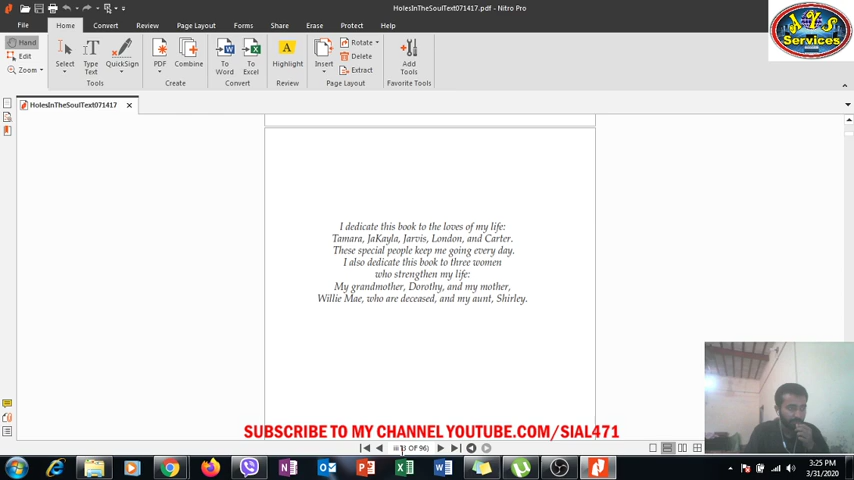 HolesInTheSoulText071417.pdf - Nitro Pro
File Home Convert Review Page Layout Forms Share Erase Protect Help
Hand
Edit
Zoom
Select
Type Text
QuickSign
PDF
Combine
To Word
To Excel
Highlight
Insert
Rotate
Delete
Extract
Add Tools
Tools Create Convert Review Page Layout Favorite Tools
AYS
Services
HolesInTheSoulText071417
I dedicate this book to the loves of my life:
Tamara, JaKayla, Jarvis, London, and Carter.
These special people keep me going every day.
I also dedicate this book to three women
who strengthen my life:
My grandmother, Dorothy, and my mother,
Willie Mae, who are deceased, and my aunt, Shirley.
SUBSCRIBE TO MY CHANNEL YOUTUBE.COM/SIAL471
OF 96)
3:25 PM
3/31/2020